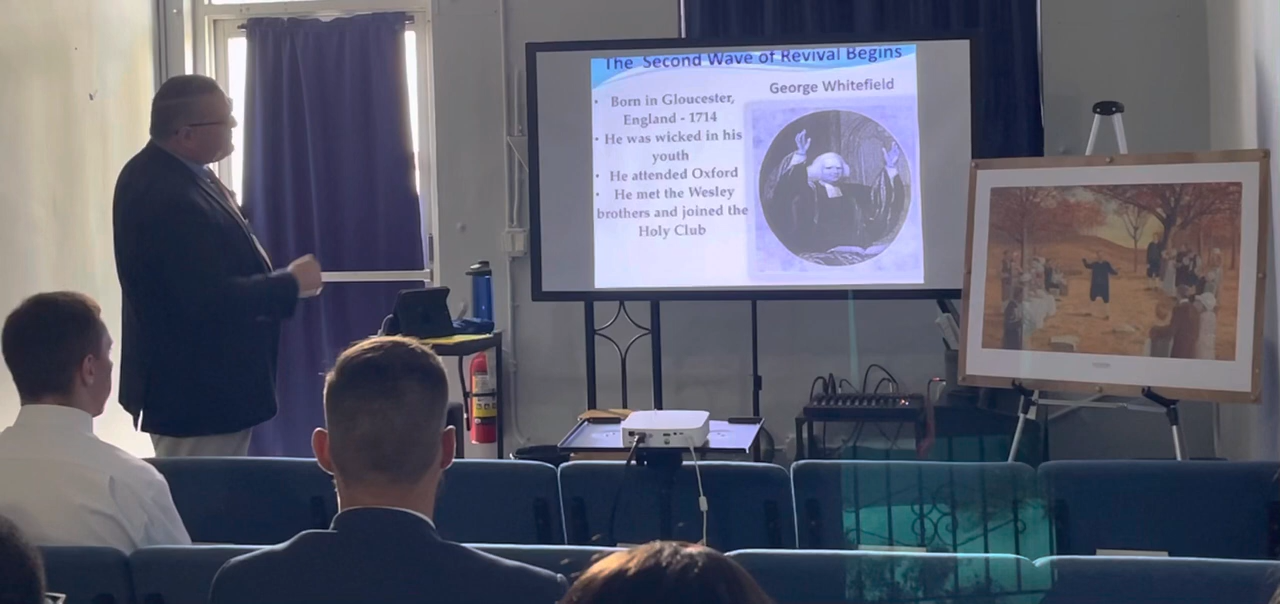 The Second Wave of Revival Begins
George Whitefield
• Born in Gloucester,
England - 1714
• He was wicked in his
youth
• He attended Oxford
• He met the Wesley
brothers and joined the
Holy Club